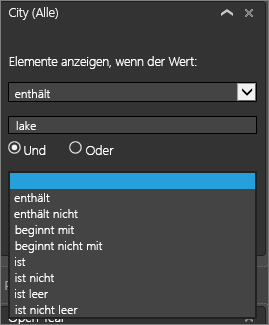 City (Alle)
Elemente anzeigen, wenn der Wert:
enthält
lake
Und Oder
enthält
enthält nicht
beginnt mit
beginnt nicht mit
ist
ist nicht
ist leer
ist nicht leer